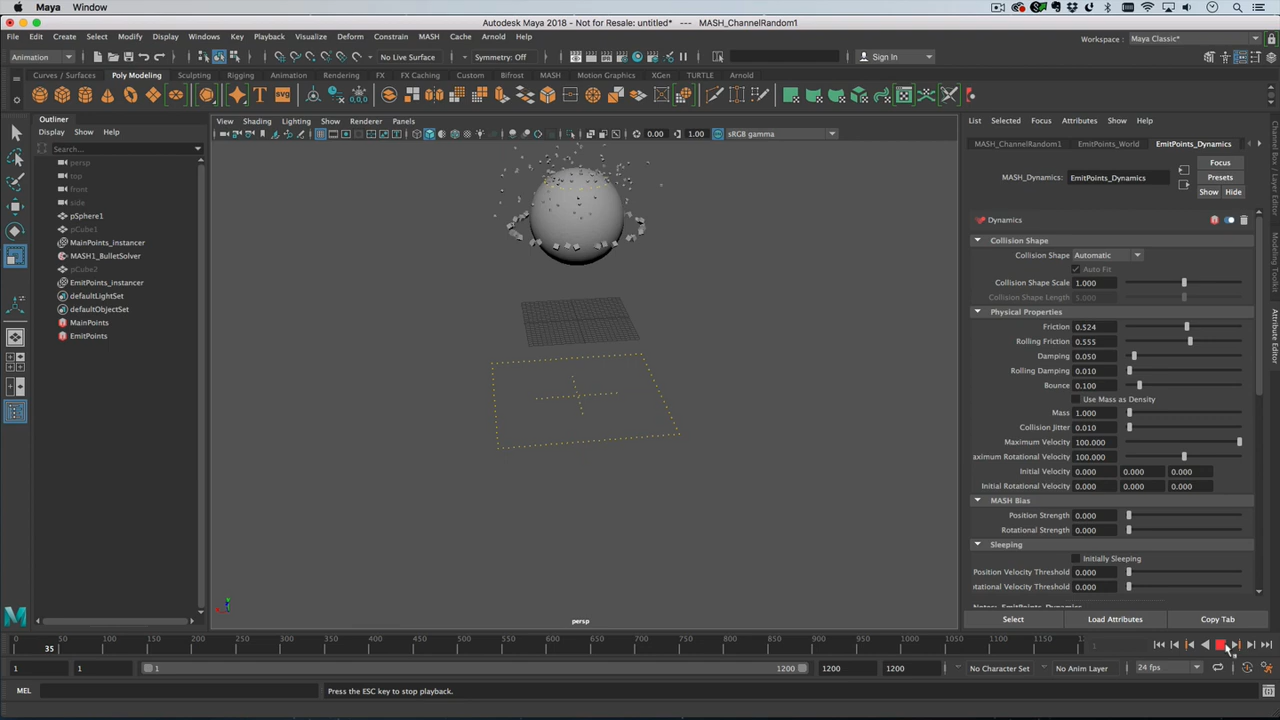 Maya Window
Autodesk Maya 2018 - Not for Resale: untitled* --- MASH_ChannelRandom1
File Edit Create Select Modify Display Windows Key Playback Visualize Deform Constrain MASH Cache Arnold Help
Workspace : Maya Classic*
Animation No Live Surface Symmetry: Off Sign In
Curves / Surfaces Poly Modeling Sculpting Rigging Animation Rendering FX FX Caching Custom Bifrost MASH Motion Graphics XGen TURTLE Arnold
Outliner
Display Show Help
Search...
persp
top
front
side
pSphere1
pCube1
MainPoints_instancer
MASH1_BulletSolver
pCube2
EmitPoints_instancer
defaultLightSet
defaultObjectSet
MainPoints
EmitPoints
View Shading Lighting Show Renderer Panels
0.00 1.00 sRGB gamma
persp
List Selected Focus Attributes Show Help
MASH_ChannelRandom1 EmitPoints_World EmitPoints_Dynamics
Focus
MASH_Dynamics: EmitPoints_Dynamics Presets
Show Hide
Dynamics
Collision Shape
Collision Shape Automatic
Auto Fit
Collision Shape Scale 1.000
Collision Shape Length 5.000
Physical Properties
Friction 0.524
Rolling Friction 0.555
Damping 0.050
Rolling Damping 0.010
Bounce 0.100
Use Mass as Density
Mass 1.000
Collision Jitter 0.010
Maximum Velocity 100.000
aximum Rotational Velocity 100.000
Initial Velocity 0.000 0.000 0.000
Initial Rotational Velocity 0.000 0.000 0.000
MASH Bias
Position Strength 0.000
Rotational Strength 0.000
Sleeping
Initially Sleeping
Position Velocity Threshold 0.000
otational Velocity Threshold 0.000
Notes: EmitPoints_Dynamics
Select Load Attributes Copy Tab
Channel Box / Layer Editor
Modeling Toolkit
Attribute Editor
0 50 100 150 200 250 300 350 400 450 500 550 600 650 700 750 800 850 900 950 1000 1050 1100 1150
35
1
1 1 1 1200 1200 1200 No Character Set No Anim Layer 24 fps
MEL Press the ESC key to stop playback.